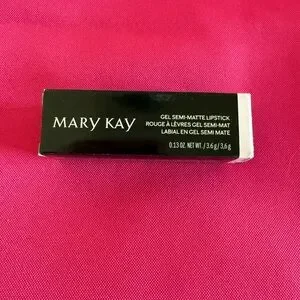 MARY KAY
GEL SEMI-MATTE LIPSTICK
ROUGE À LÈVRES GEL SEMI-MAT
LABIAL EN GEL SEMI MATE
0.13 OZ. NET WT. / 3.6 g / 3,6 g